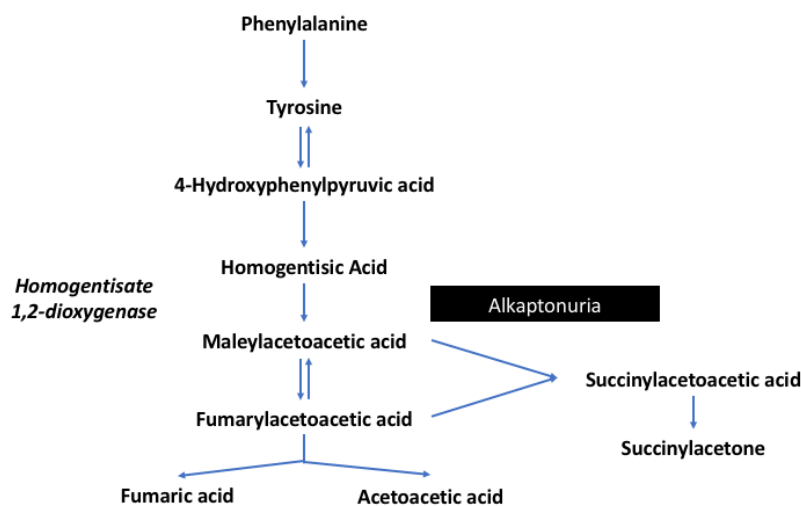 Phenylalanine
Tyrosine
4-Hydroxyphenylpyruvic acid
Homogentisic Acid
Homogentisate
1,2-dioxygenase
Alkaptonuria
Maleylacetoacetic acid
Succinylacetoacetic acid
Fumarylacetoacetic acid
Succinylacetone
Fumaric acid
Acetoacetic acid